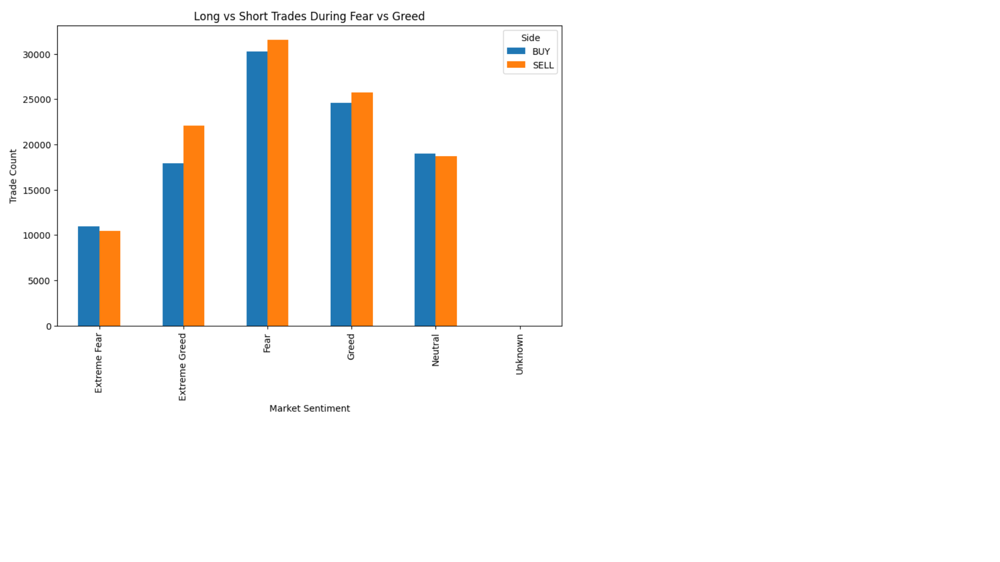 Long vs Short Trades During Fear vs Greed
Side
BUY
SELL
Trade Count
30000
25000
20000
15000
10000
5000
0
Extreme Fear
Extreme Greed
Fear
Greed
Neutral
Unknown
Market Sentiment